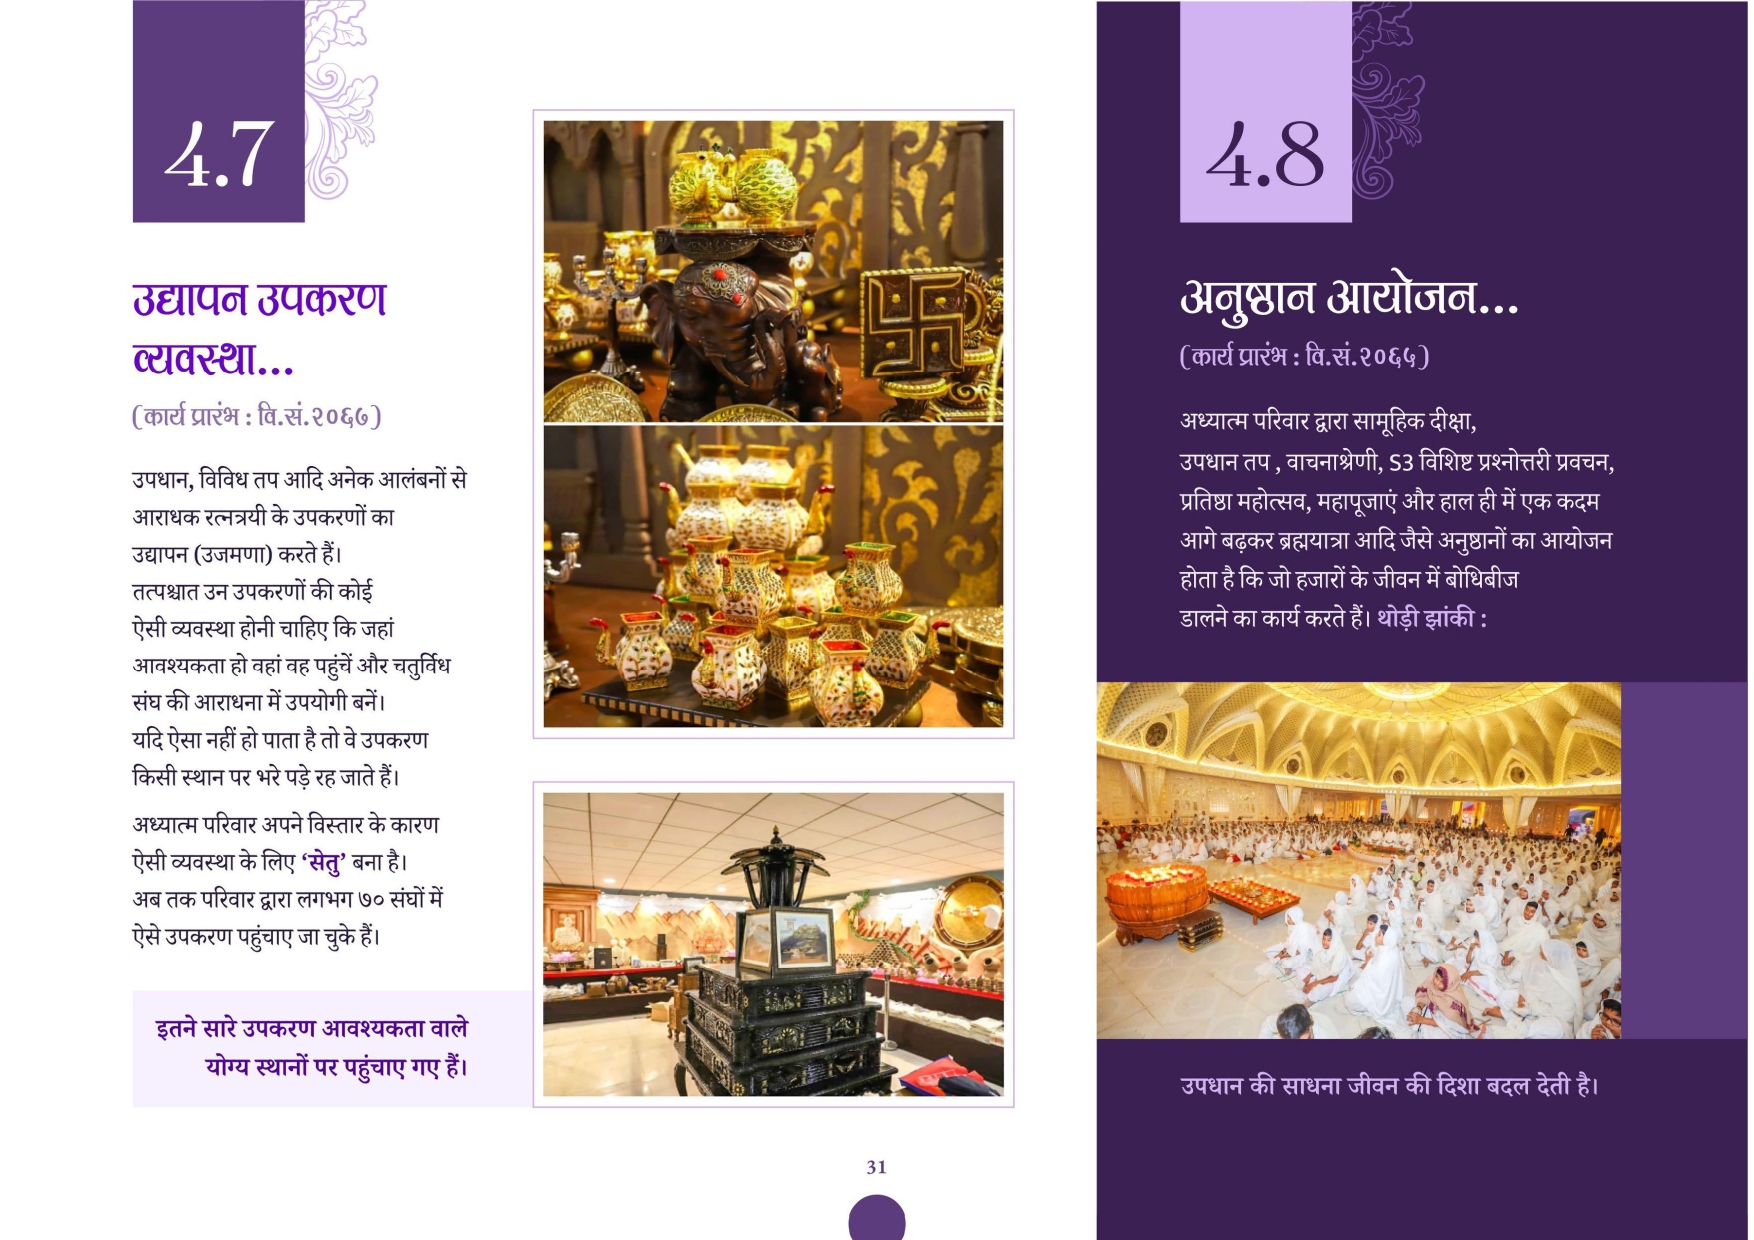 4.7
उद्यापन उपकरण
व्यवस्था...
(कार्य प्रारंभ : वि.सं.२०६७)
उपधान, विविध तप आदि अनेक आलंबनों से
आराधक रत्नत्रयी के उपकरणों का
उद्यापन (उजमणा) करते हैं।
तत्पश्चात उन उपकरणों की कोई
ऐसी व्यवस्था होनी चाहिए कि जहां
आवश्यकता हो वहां वह पहुंचें और चतुर्विध
संघ की आराधना में उपयोगी बनें।
यदि ऐसा नहीं हो पाता है तो वे उपकरण
किसी स्थान पर भरे पड़े रह जाते हैं।
अध्यात्म परिवार अपने विस्तार के कारण
ऐसी व्यवस्था के लिए ‘सेतु’ बना है।
अब तक परिवार द्वारा लगभग ७० संघों में
ऐसे उपकरण पहुंचाए जा चुके हैं।
इतने सारे उपकरण आवश्यकता वाले
योग्य स्थानों पर पहुंचाए गए हैं।
31
4.8
अनुष्ठान आयोजन...
(कार्य प्रारंभ : वि.सं.२०६५)
अध्यात्म परिवार द्वारा सामूहिक दीक्षा,
उपधान तप , वाचनाश्रेणी, S3 विशिष्ट प्रश्नोत्तरी प्रवचन,
प्रतिष्ठा महोत्सव, महापूजाएं और हाल ही में एक कदम
आगे बढ़कर ब्रह्मयात्रा आदि जैसे अनुष्ठानों का आयोजन
होता है कि जो हजारों के जीवन में बोधिबीज
डालने का कार्य करते हैं। थोड़ी झांकी :
उपधान की साधना जीवन की दिशा बदल देती है।